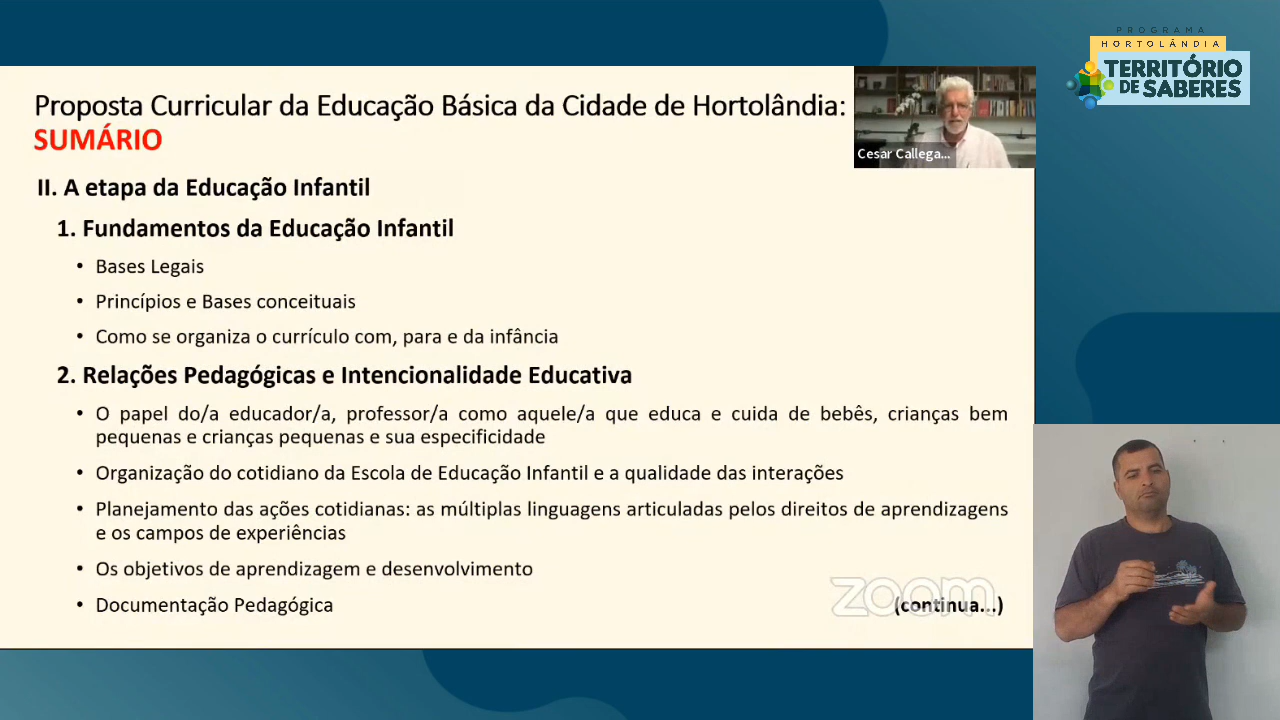 PROGRAMA
HORTOLÂNDIA
TERRITÓRIO
DE SABERES
Proposta Curricular da Educação Básica da Cidade de Hortolândia:
SUMÁRIO
Cesar Callega...
II. A etapa da Educação Infantil
1. Fundamentos da Educação Infantil
• Bases Legais
• Princípios e Bases conceituais
• Como se organiza o currículo com, para e da infância
2. Relações Pedagógicas e Intencionalidade Educativa
• O papel do/a educador/a, professor/a como aquele/a que educa e cuida de bebês, crianças bem
pequenas e crianças pequenas e sua especificidade
• Organização do cotidiano da Escola de Educação Infantil e a qualidade das interações
• Planejamento das ações cotidianas: as múltiplas linguagens articuladas pelos direitos de aprendizagens
e os campos de experiências
• Os objetivos de aprendizagem e desenvolvimento
• Documentação Pedagógica
zoom
(continua...)